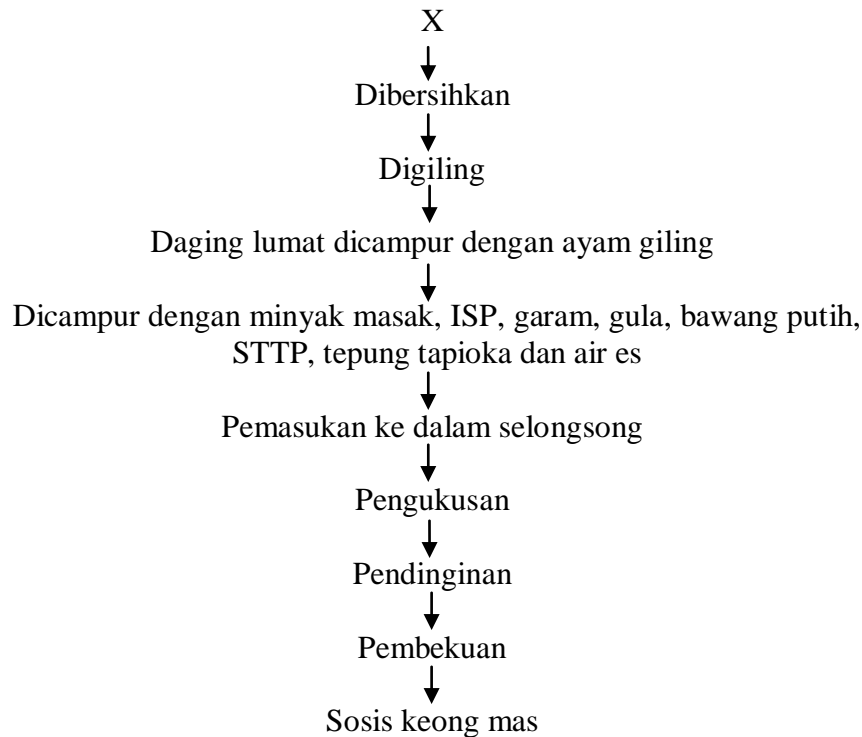 X
Dibersihkan
Digiling
Daging lumat dicampur dengan ayam giling
Dicampur dengan minyak masak, ISP, garam, gula, bawang putih,
STTP, tepung tapioka dan air es
Pemasukan ke dalam selongsong
Pengukusan
Pendinginan
Pembekuan
Sosis keong mas